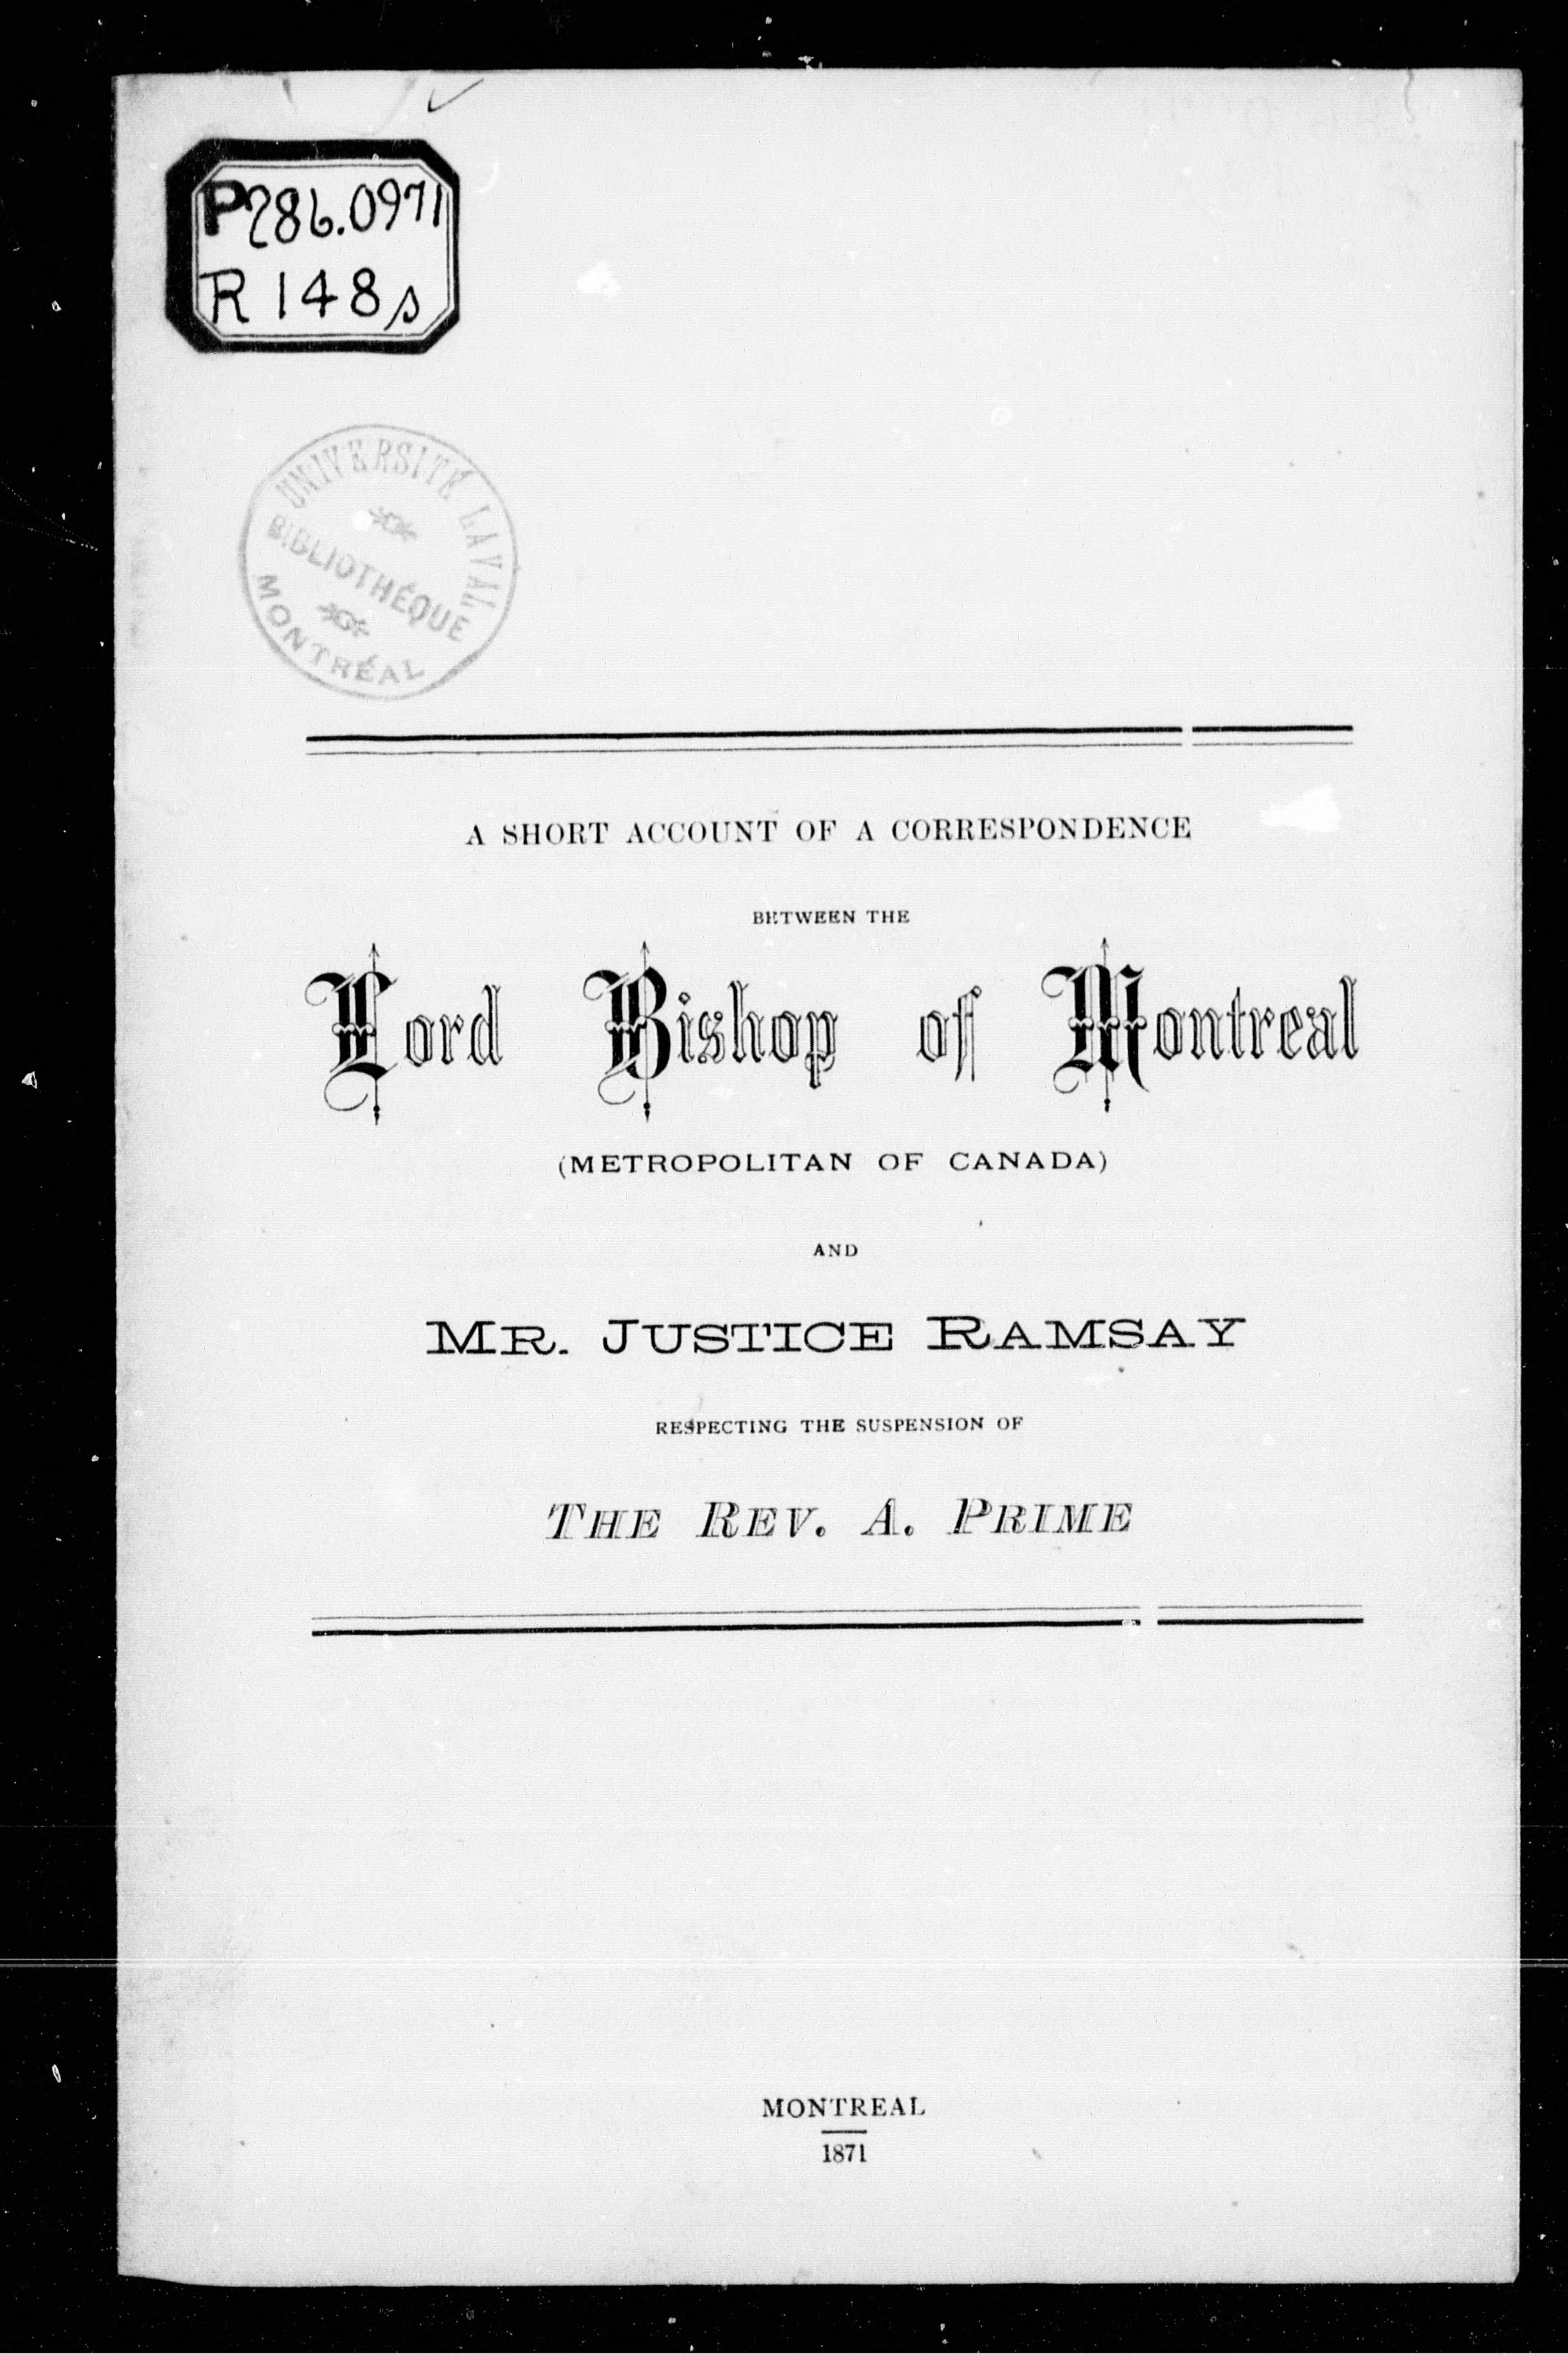 P286.0971
R148s
UNIVERSITÉ LAVAL
BIBLIOTHÉQUE
MONTRÉAL
A SHORT ACCOUNT OF A CORRESPONDENCE
BETWEEN THE
Lord Bishop of Montreal
(METROPOLITAN OF CANADA)
AND
MR. JUSTICE RAMSAY
RESPECTING THE SUSPENSION OF
THE REV. A. PRIME
MONTREAL
1871